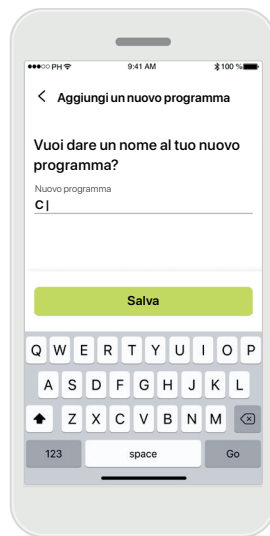 ●●●○○ PH 9:41 AM 100 %
Aggiungi un nuovo programma
Vuoi dare un nome al tuo nuovo
programma?
Nuovo programma
C|
Salva
Q W E R T Y U I O P
A S D F G H J K L
Z X C V B N M
123 space Go